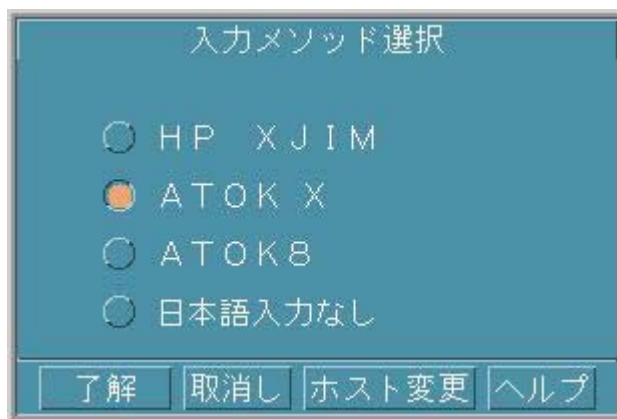 入力メソッド選択
ＨＰ　ＸＪＩＭ
ＡＴＯＫ Ｘ
ＡＴＯＫ８
日本語入力なし
了解 取消し ホスト変更 ヘルプ